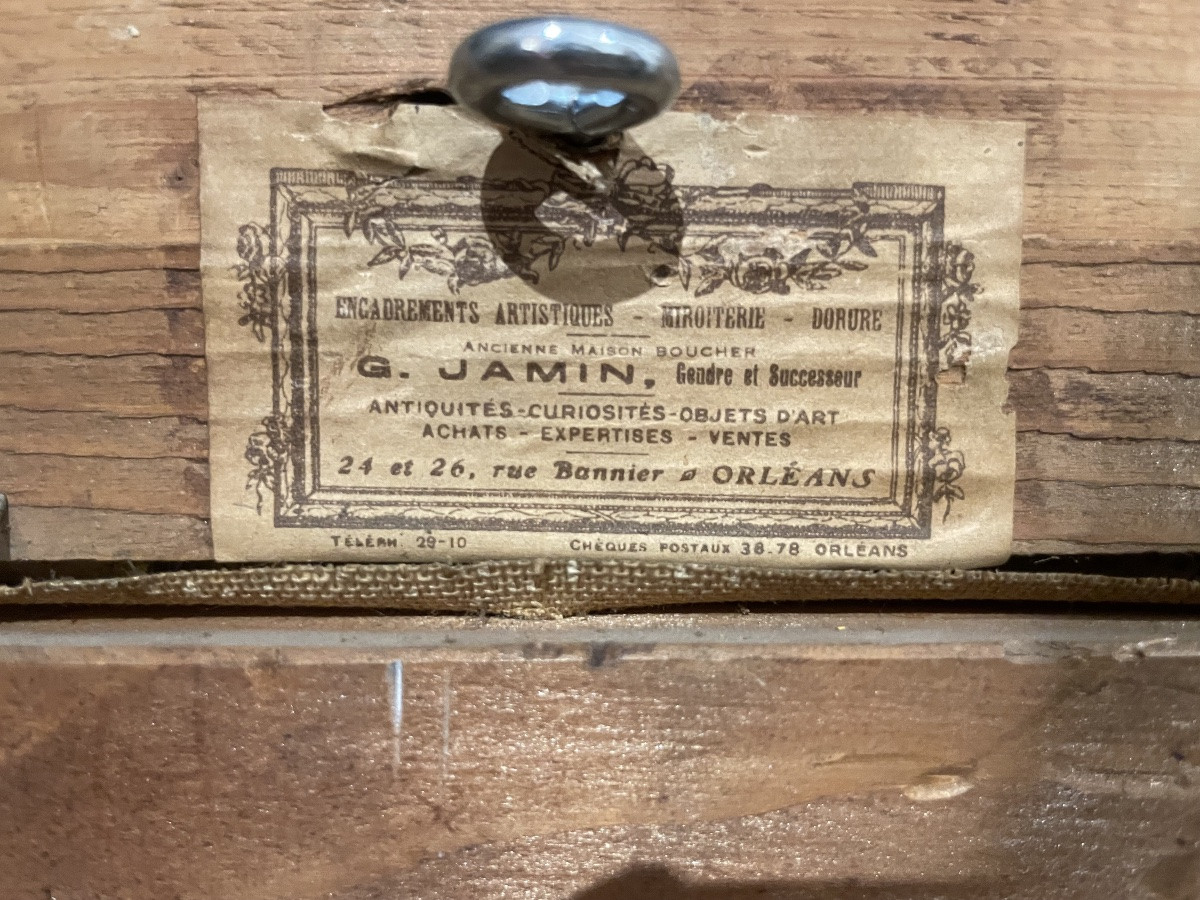 ENCADREMENTS ARTISTIQUES - MIROITERIE - DORURE
ANCIENNE MAISON BOUCHER
G. JAMIN, Gendre et Successeur
ANTIQUITÉS-CURIOSITÉS-OBJETS D'ART
ACHATS - EXPERTISES - VENTES
24 et 26, rue Bannier ORLÉANS
TÉLÉPH. 29-10 CHÈQUES POSTAUX 38.78 ORLÉANS